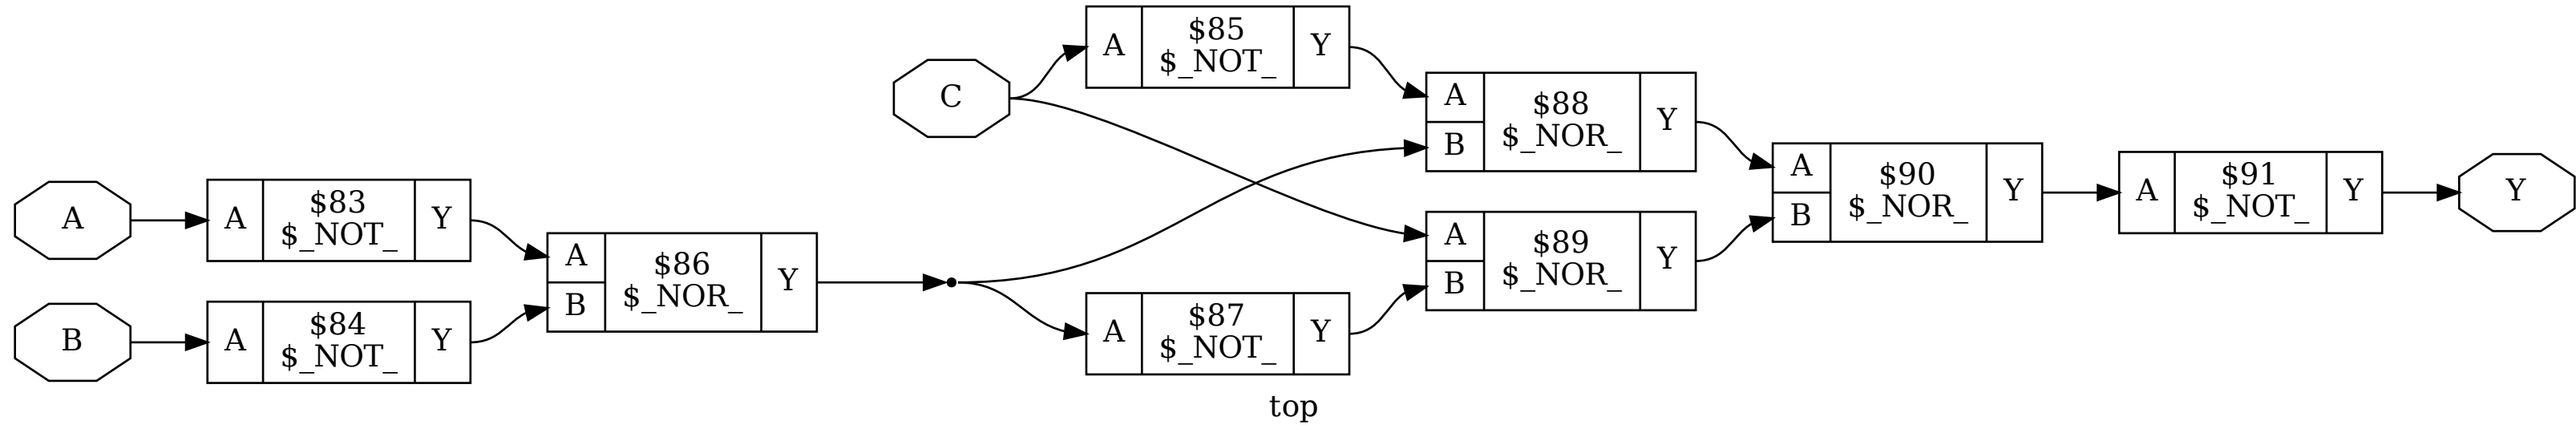 A
B
C
A
$83
$_NOT_
Y
A
$84
$_NOT_
Y
A
B
$86
$_NOR_
Y
A
$85
$_NOT_
Y
A
$87
$_NOT_
Y
A
B
$88
$_NOR_
Y
A
B
$89
$_NOR_
Y
A
B
$90
$_NOR_
Y
A
$91
$_NOT_
Y
Y
top